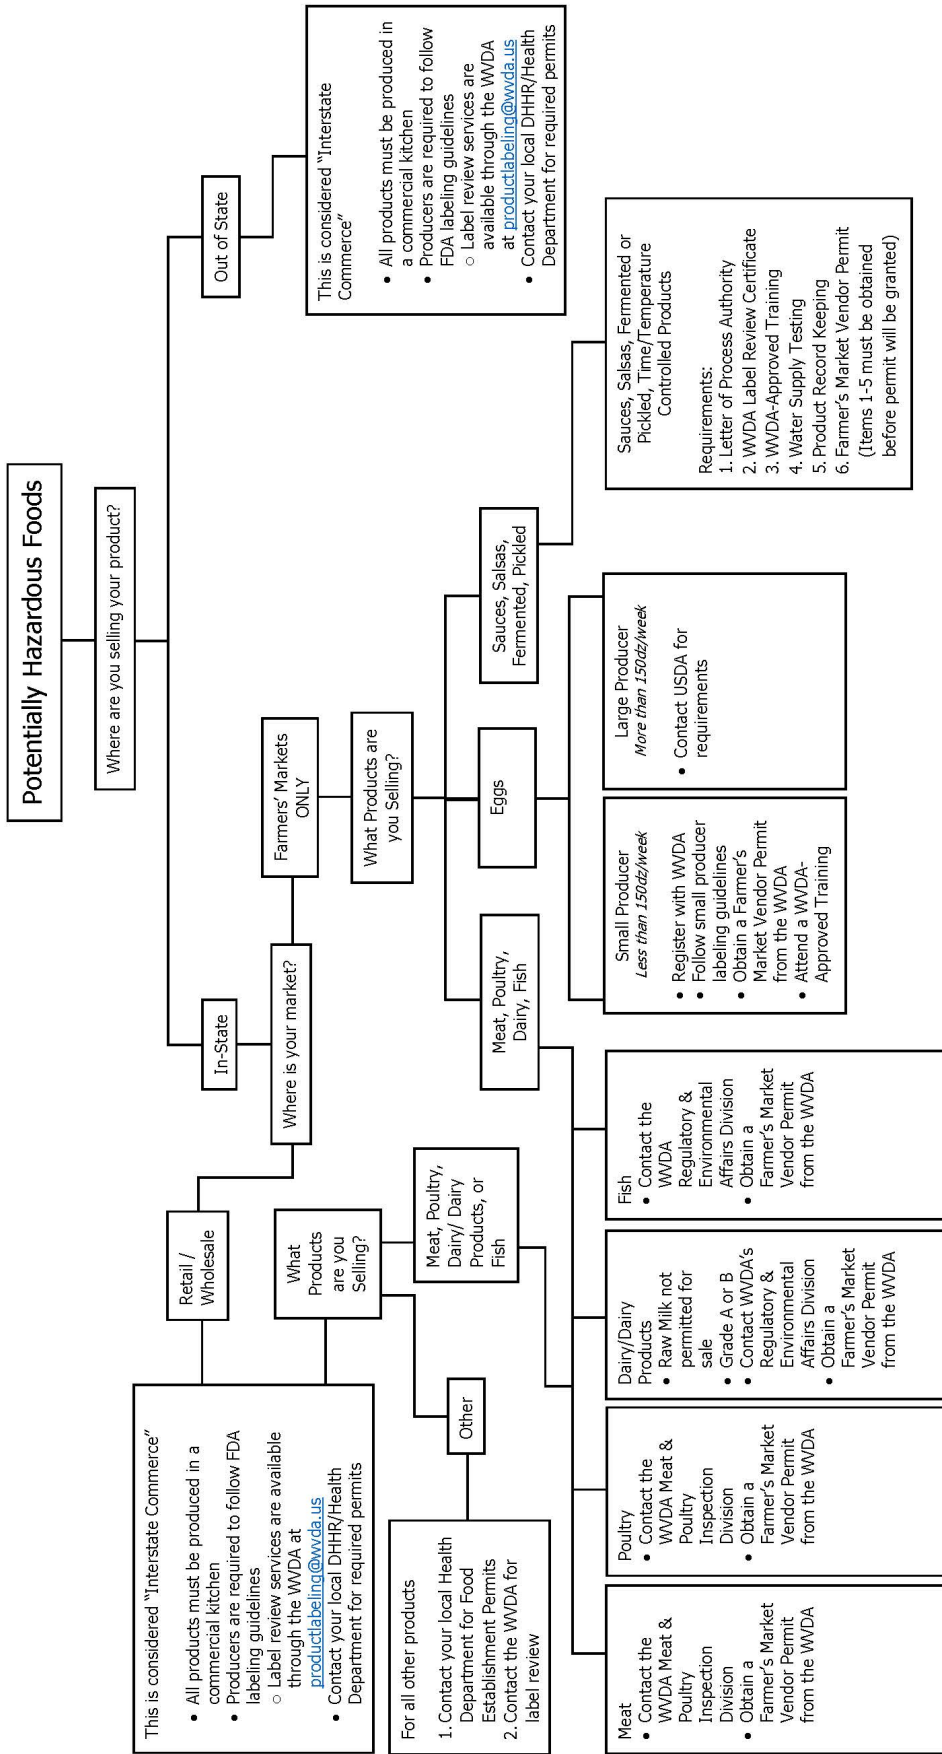 Potentially Hazardous Foods
Where are you selling your product?
In-State
Out of State
This is considered "Interstate
Commerce"
• All products must be produced in
a commercial kitchen
• Producers are required to follow
FDA labeling guidelines
○ Label review services are
available through the WVDA
at productlabeling@wvda.us
• Contact your local DHHR/Health
Department for required permits
Where is your market?
Retail /
Wholesale
Farmers' Markets
ONLY
This is considered "Interstate Commerce"
• All products must be produced in a
commercial kitchen
• Producers are required to follow FDA
labeling guidelines
○ Label review services are available
through the WVDA at
productlabeling@wvda.us
• Contact your local DHHR/Health
Department for required permits
What
Products
are you
Selling?
Other
For all other products
1. Contact your local Health
Department for Food
Establishment Permits
2. Contact the WVDA for
label review
Meat, Poultry,
Dairy/ Dairy
Products, or
Fish
What Products are
you Selling?
Meat, Poultry,
Dairy, Fish
Eggs
Sauces, Salsas,
Fermented, Pickled
Meat
• Contact the
WVDA Meat &
Poultry
Inspection
Division
• Obtain a
Farmer's Market
Vendor Permit
from the WVDA
Poultry
• Contact the
WVDA Meat &
Poultry
Inspection
Division
• Obtain a
Farmer's Market
Vendor Permit
from the WVDA
Dairy/Dairy
Products
• Raw Milk not
permitted for
sale
• Grade A or B
• Contact WVDA's
Regulatory &
Environmental
Affairs Division
• Obtain a
Farmer's Market
Vendor Permit
from the WVDA
Fish
• Contact the
WVDA
Regulatory &
Environmental
Affairs Division
• Obtain a
Farmer's Market
Vendor Permit
from the WVDA
Small Producer
Less than 150dz/week
• Register with WVDA
• Follow small producer
labeling guidelines
• Obtain a Farmer's
Market Vendor Permit
from the WVDA
• Attend a WVDA-
Approved Training
Large Producer
More than 150dz/week
• Contact USDA for
requirements
Sauces, Salsas, Fermented or
Pickled, Time/Temperature
Controlled Products
Requirements:
1. Letter of Process Authority
2. WVDA Label Review Certificate
3. WVDA-Approved Training
4. Water Supply Testing
5. Product Record Keeping
6. Farmer's Market Vendor Permit
(Items 1-5 must be obtained
before permit will be granted)